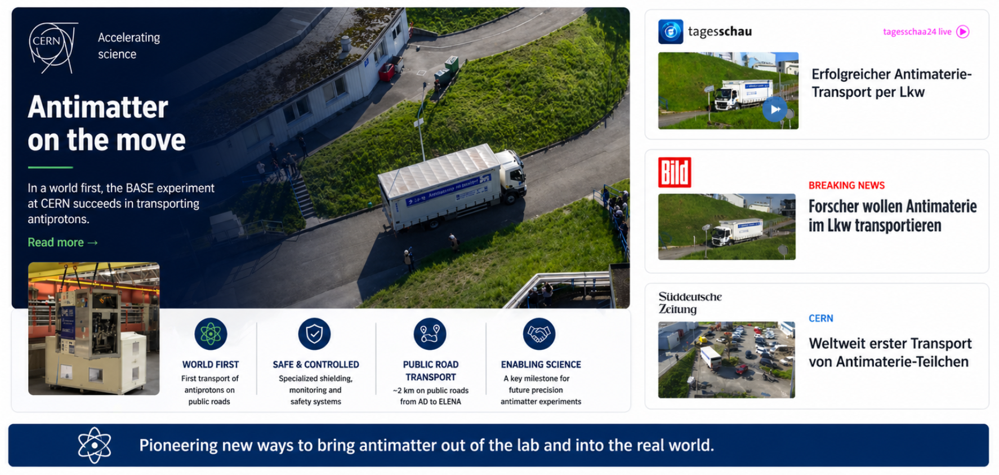 CERN
Accelerating
science
Antimatter
on the move
In a world first, the BASE experiment
at CERN succeeds in transporting
antiprotons.
Read more →
WORLD FIRST
First transport of
antiprotons on
public roads
SAFE & CONTROLLED
Specialized shielding,
monitoring and
safety systems
PUBLIC ROAD
TRANSPORT
~2 km on public roads
from AD to ELENA
ENABLING SCIENCE
A key milestone for
future precision
antimatter experiments
tagesschau
tagesschaa24 live
Erfolgreicher Antimaterie-
Transport per Lkw
Bild
BREAKING NEWS
Forscher wollen Antimaterie
im Lkw transportieren
Süddeutsche
Zeitung
CERN
Weltweit erster Transport
von Antimaterie-Teilchen
Pioneering new ways to bring antimatter out of the lab and into the real world.